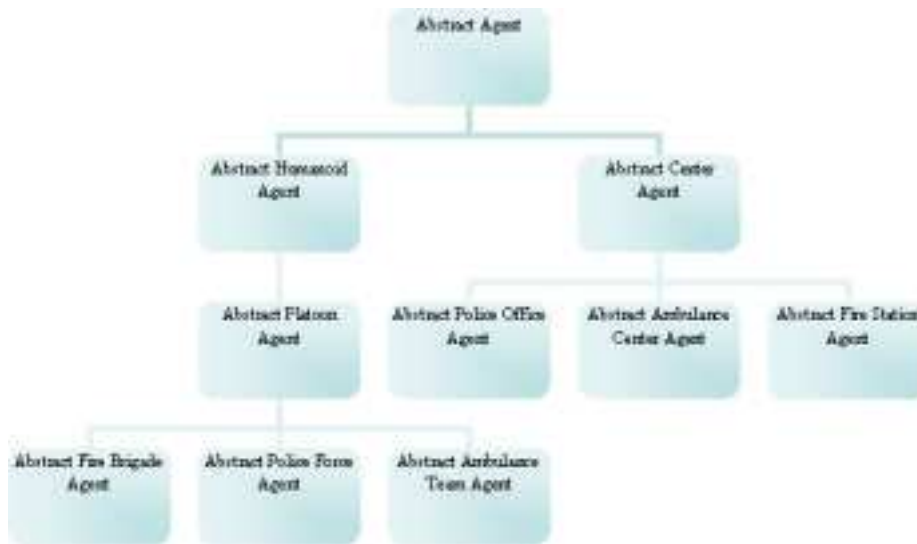 Abstract Agent
Abstract Humanoid
Agent
Abstract Center
Agent
Abstract Platoon
Agent
Abstract Police Office
Agent
Abstract Ambulance
Center Agent
Abstract Fire Station
Agent
Abstract Fire Brigade
Agent
Abstract Police Force
Agent
Abstract Ambulance
Team Agent